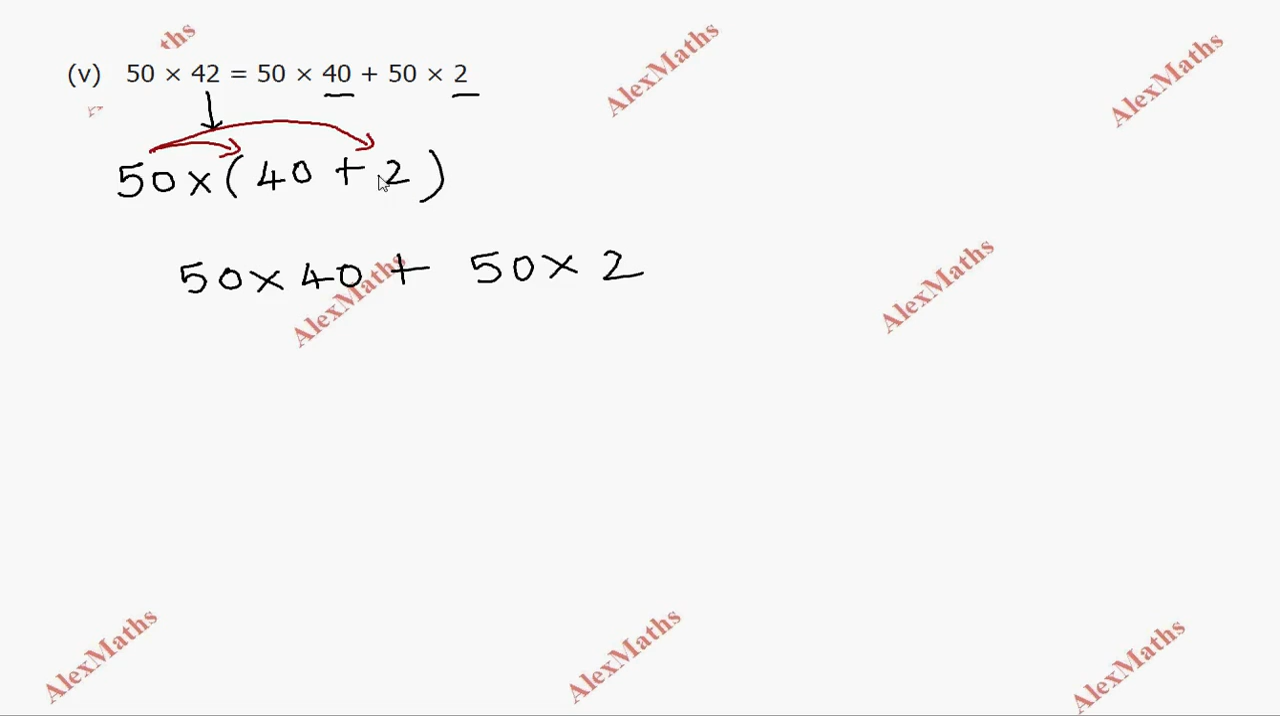 ths
AlexMaths
AlexMaths
(v) 50 × 42 = 50 × 40 + 50 × 2
50 × ( 40 + 2 )
50 × 40 + 50 × 2
AlexMaths
AlexMaths
AlexMaths
AlexMaths
AlexMaths